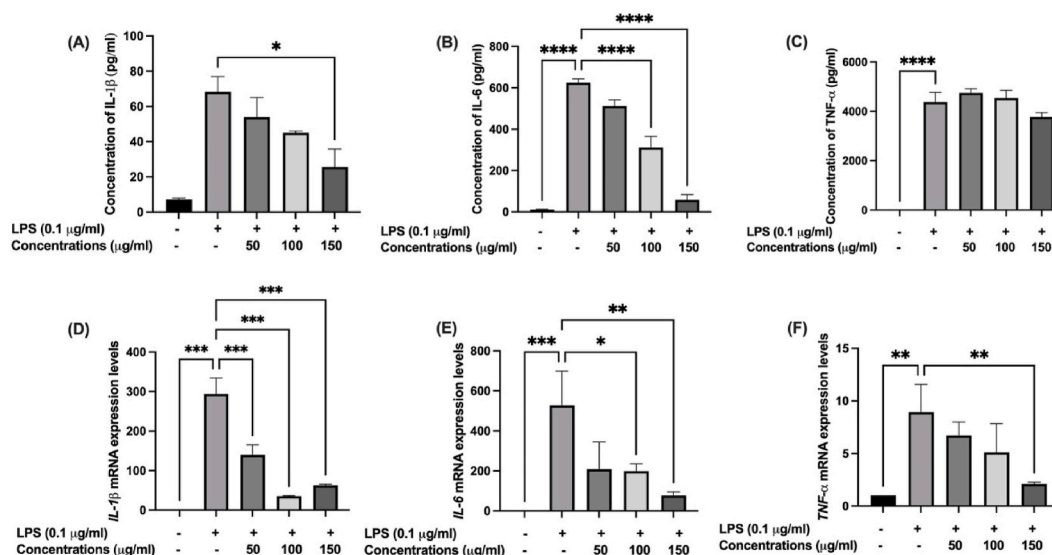 (A)
Concentration of IL-1β (pg/ml)
80
60
40
20
0
*
LPS (0.1 μg/ml) - + + + +
Concentrations (μg/ml) 50 100 150
(B)
Concentration of IL-6 (pg/ml)
800
600
400
200
0
****
****
****
LPS (0.1 μg/ml) - + + + +
Concentrations (μg/ml) 50 100 150
(C)
Concentration of TNF-α (pg/ml)
6000
4000
2000
0
****
LPS (0.1 μg/ml) - + + + +
Concentrations (μg/ml) 50 100 150
(D)
IL-1β mRNA expression levels
400
300
200
100
0
***
***
*** ***
LPS (0.1 μg/ml) - + + + +
Concentrations (μg/ml) 50 100 150
(E)
IL-6 mRNA expression levels
800
600
400
200
0
**
*** *
LPS (0.1 μg/ml) - + + + +
Concentrations (μg/ml) 50 100 150
(F)
TNF-α mRNA expression levels
15
10
5
0
** **
LPS (0.1 μg/ml) - + + + +
Concentrations (μg/ml) 50 100 150